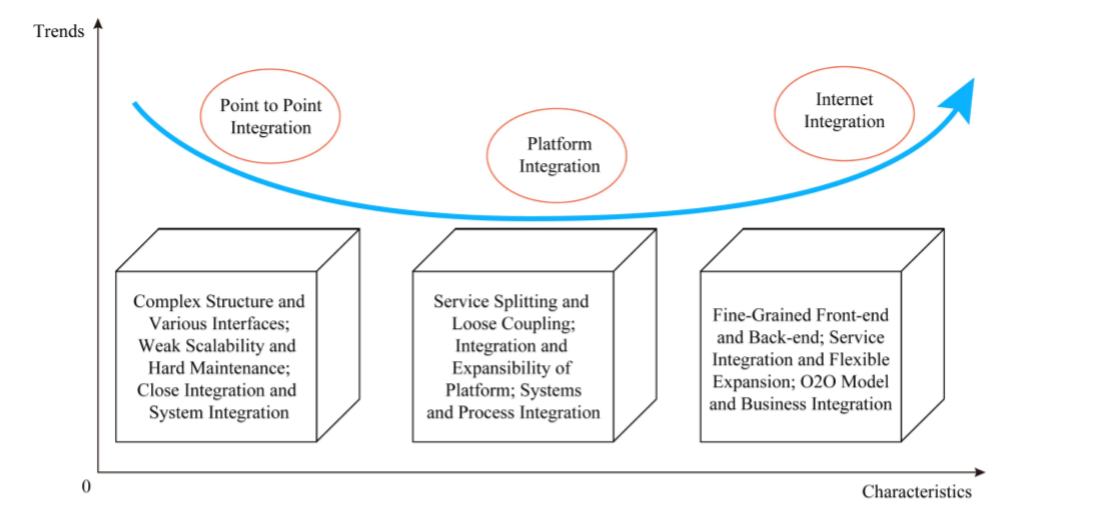 Trends
Point to Point
Integration
Platform
Integration
Internet
Integration
Complex Structure and
Various Interfaces;
Weak Scalability and
Hard Maintenance;
Close Integration and
System Integration
Service Splitting and
Loose Coupling;
Integration and
Expansibility of
Platform; Systems
and Process Integration
Fine-Grained Front-end
and Back-end; Service
Integration and Flexible
Expansion; O2O Model
and Business Integration
0
Characteristics